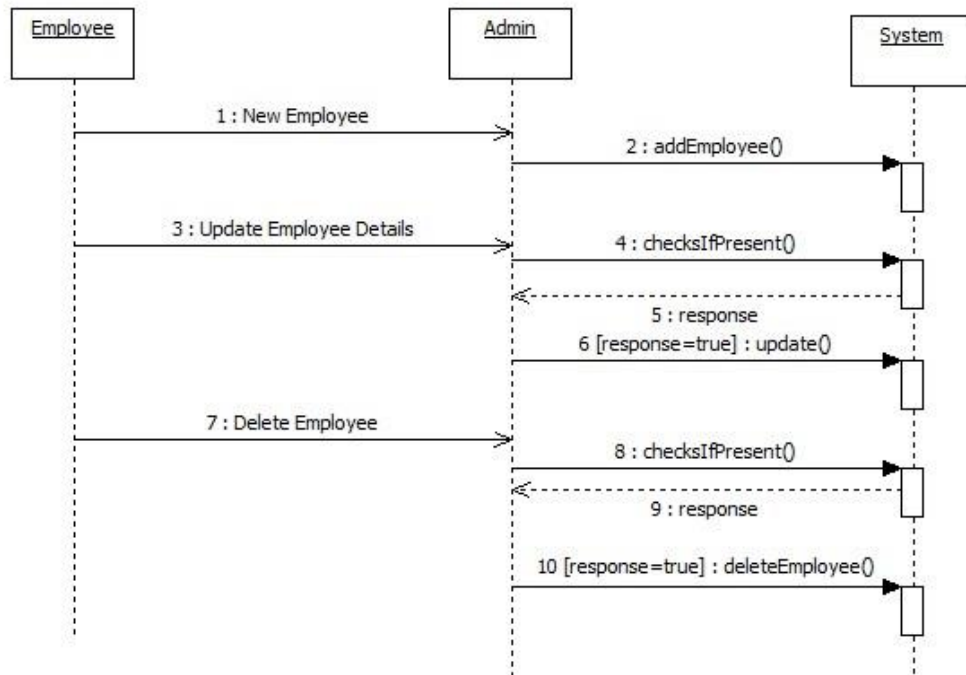 Employee
Admin
System
1 : New Employee
2 : addEmployee()
3 : Update Employee Details
4 : checksIfPresent()
5 : response
6 [response=true] : update()
7 : Delete Employee
8 : checksIfPresent()
9 : response
10 [response=true] : deleteEmployee()